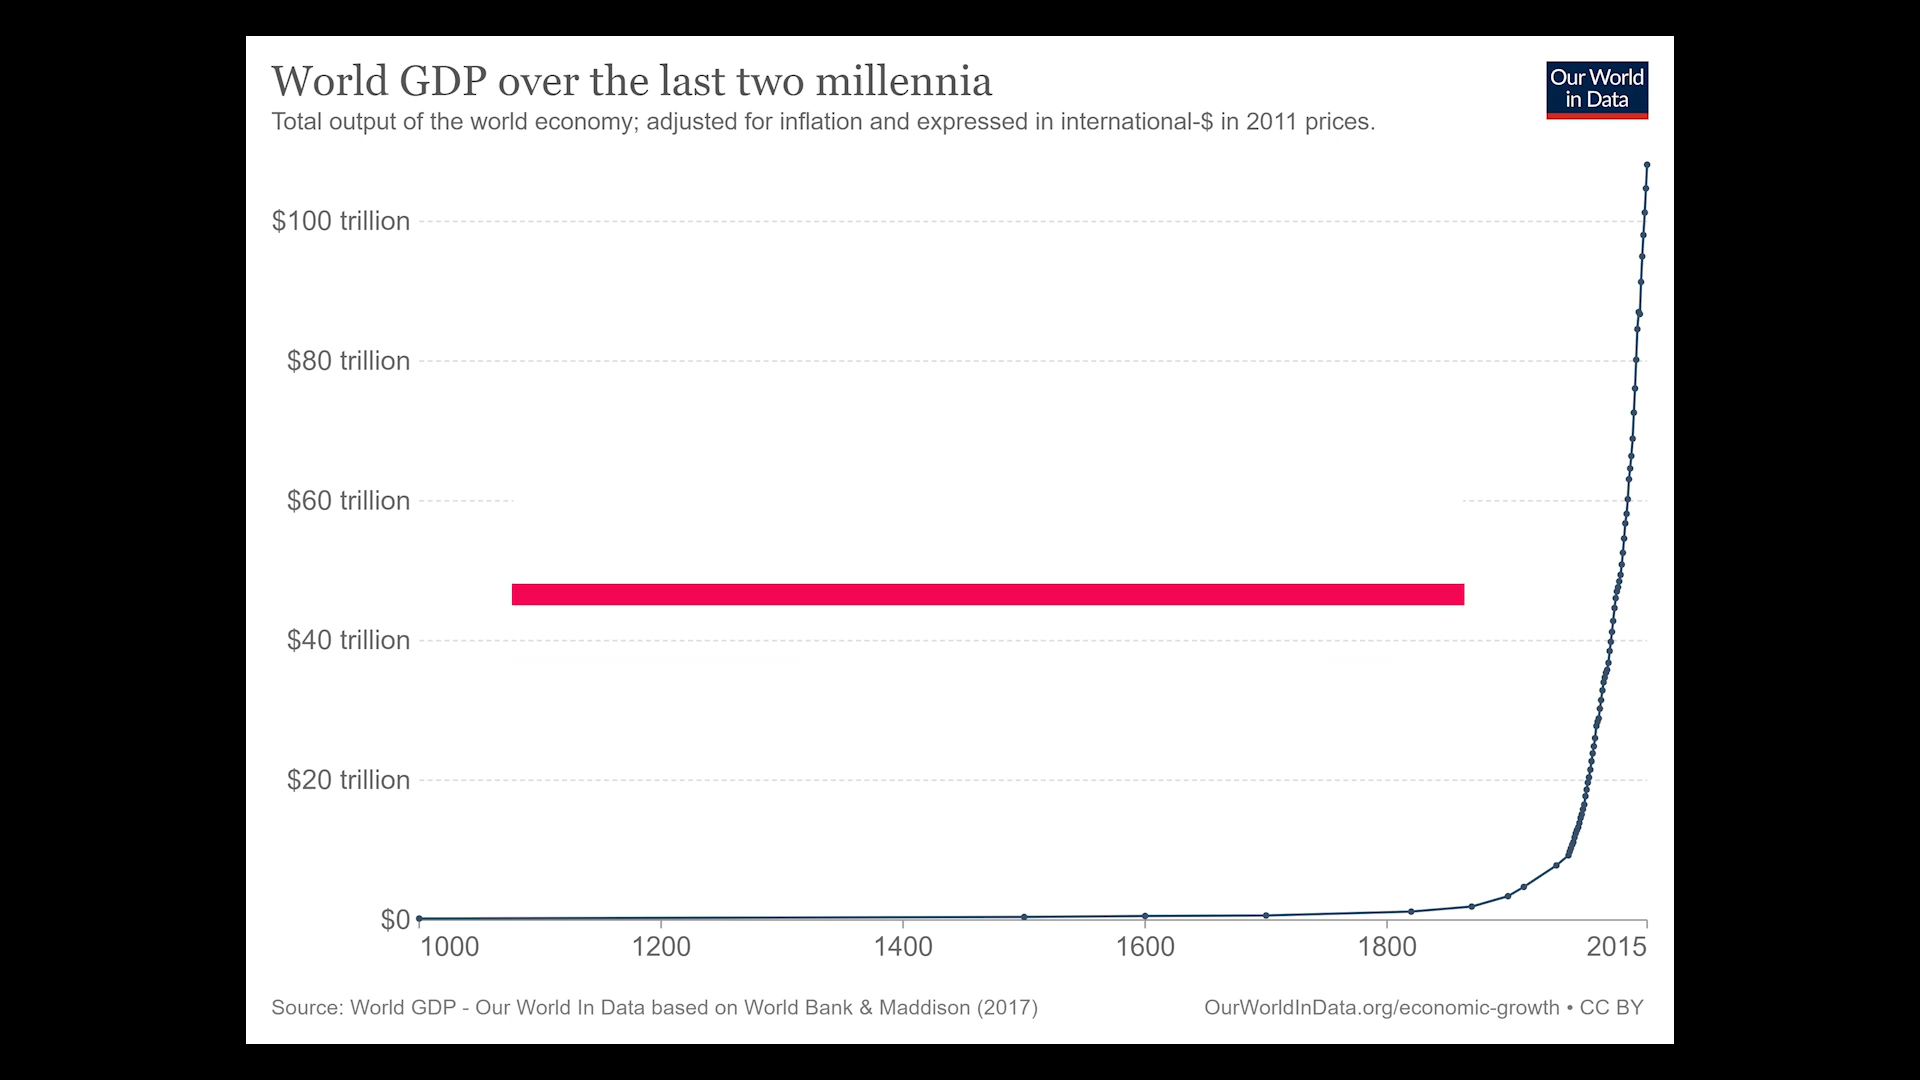 World GDP over the last two millennia
Total output of the world economy; adjusted for inflation and expressed in international-$ in 2011 prices.
Our World
in Data
$100 trillion
$80 trillion
$60 trillion
$40 trillion
$20 trillion
$0
1000 1200 1400 1600 1800 2015
Source: World GDP - Our World In Data based on World Bank & Maddison (2017)
OurWorldInData.org/economic-growth • CC BY